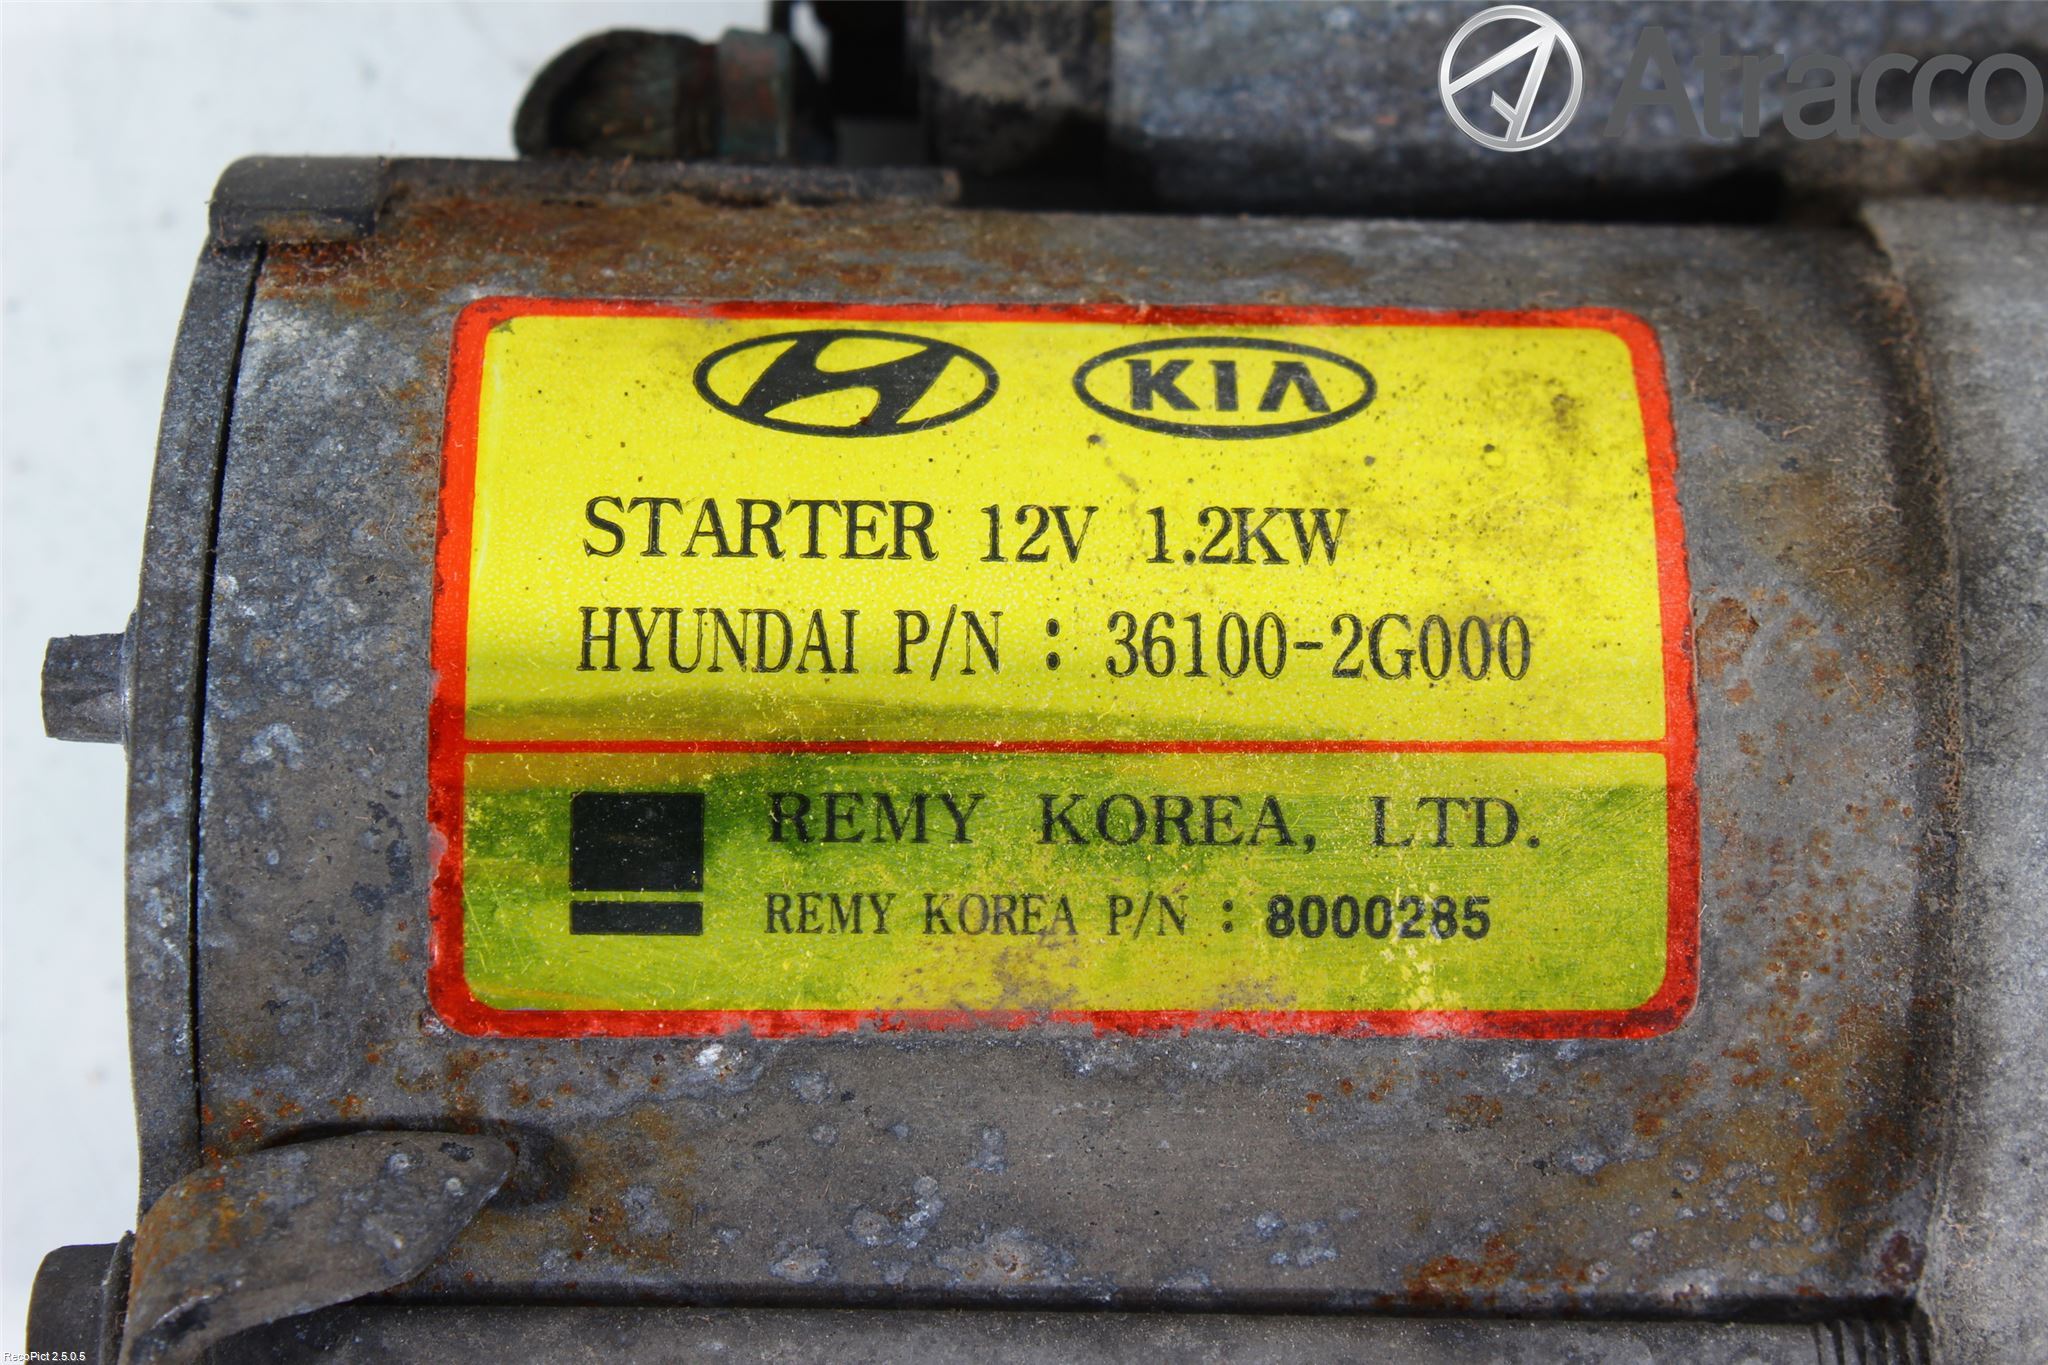 Atracco
KIA
STARTER 12V 1.2KW
HYUNDAI P/N : 36100-2G000
REMY KOREA, LTD.
REMY KOREA P/N : 8000285
RecoPict 2.5.0.5